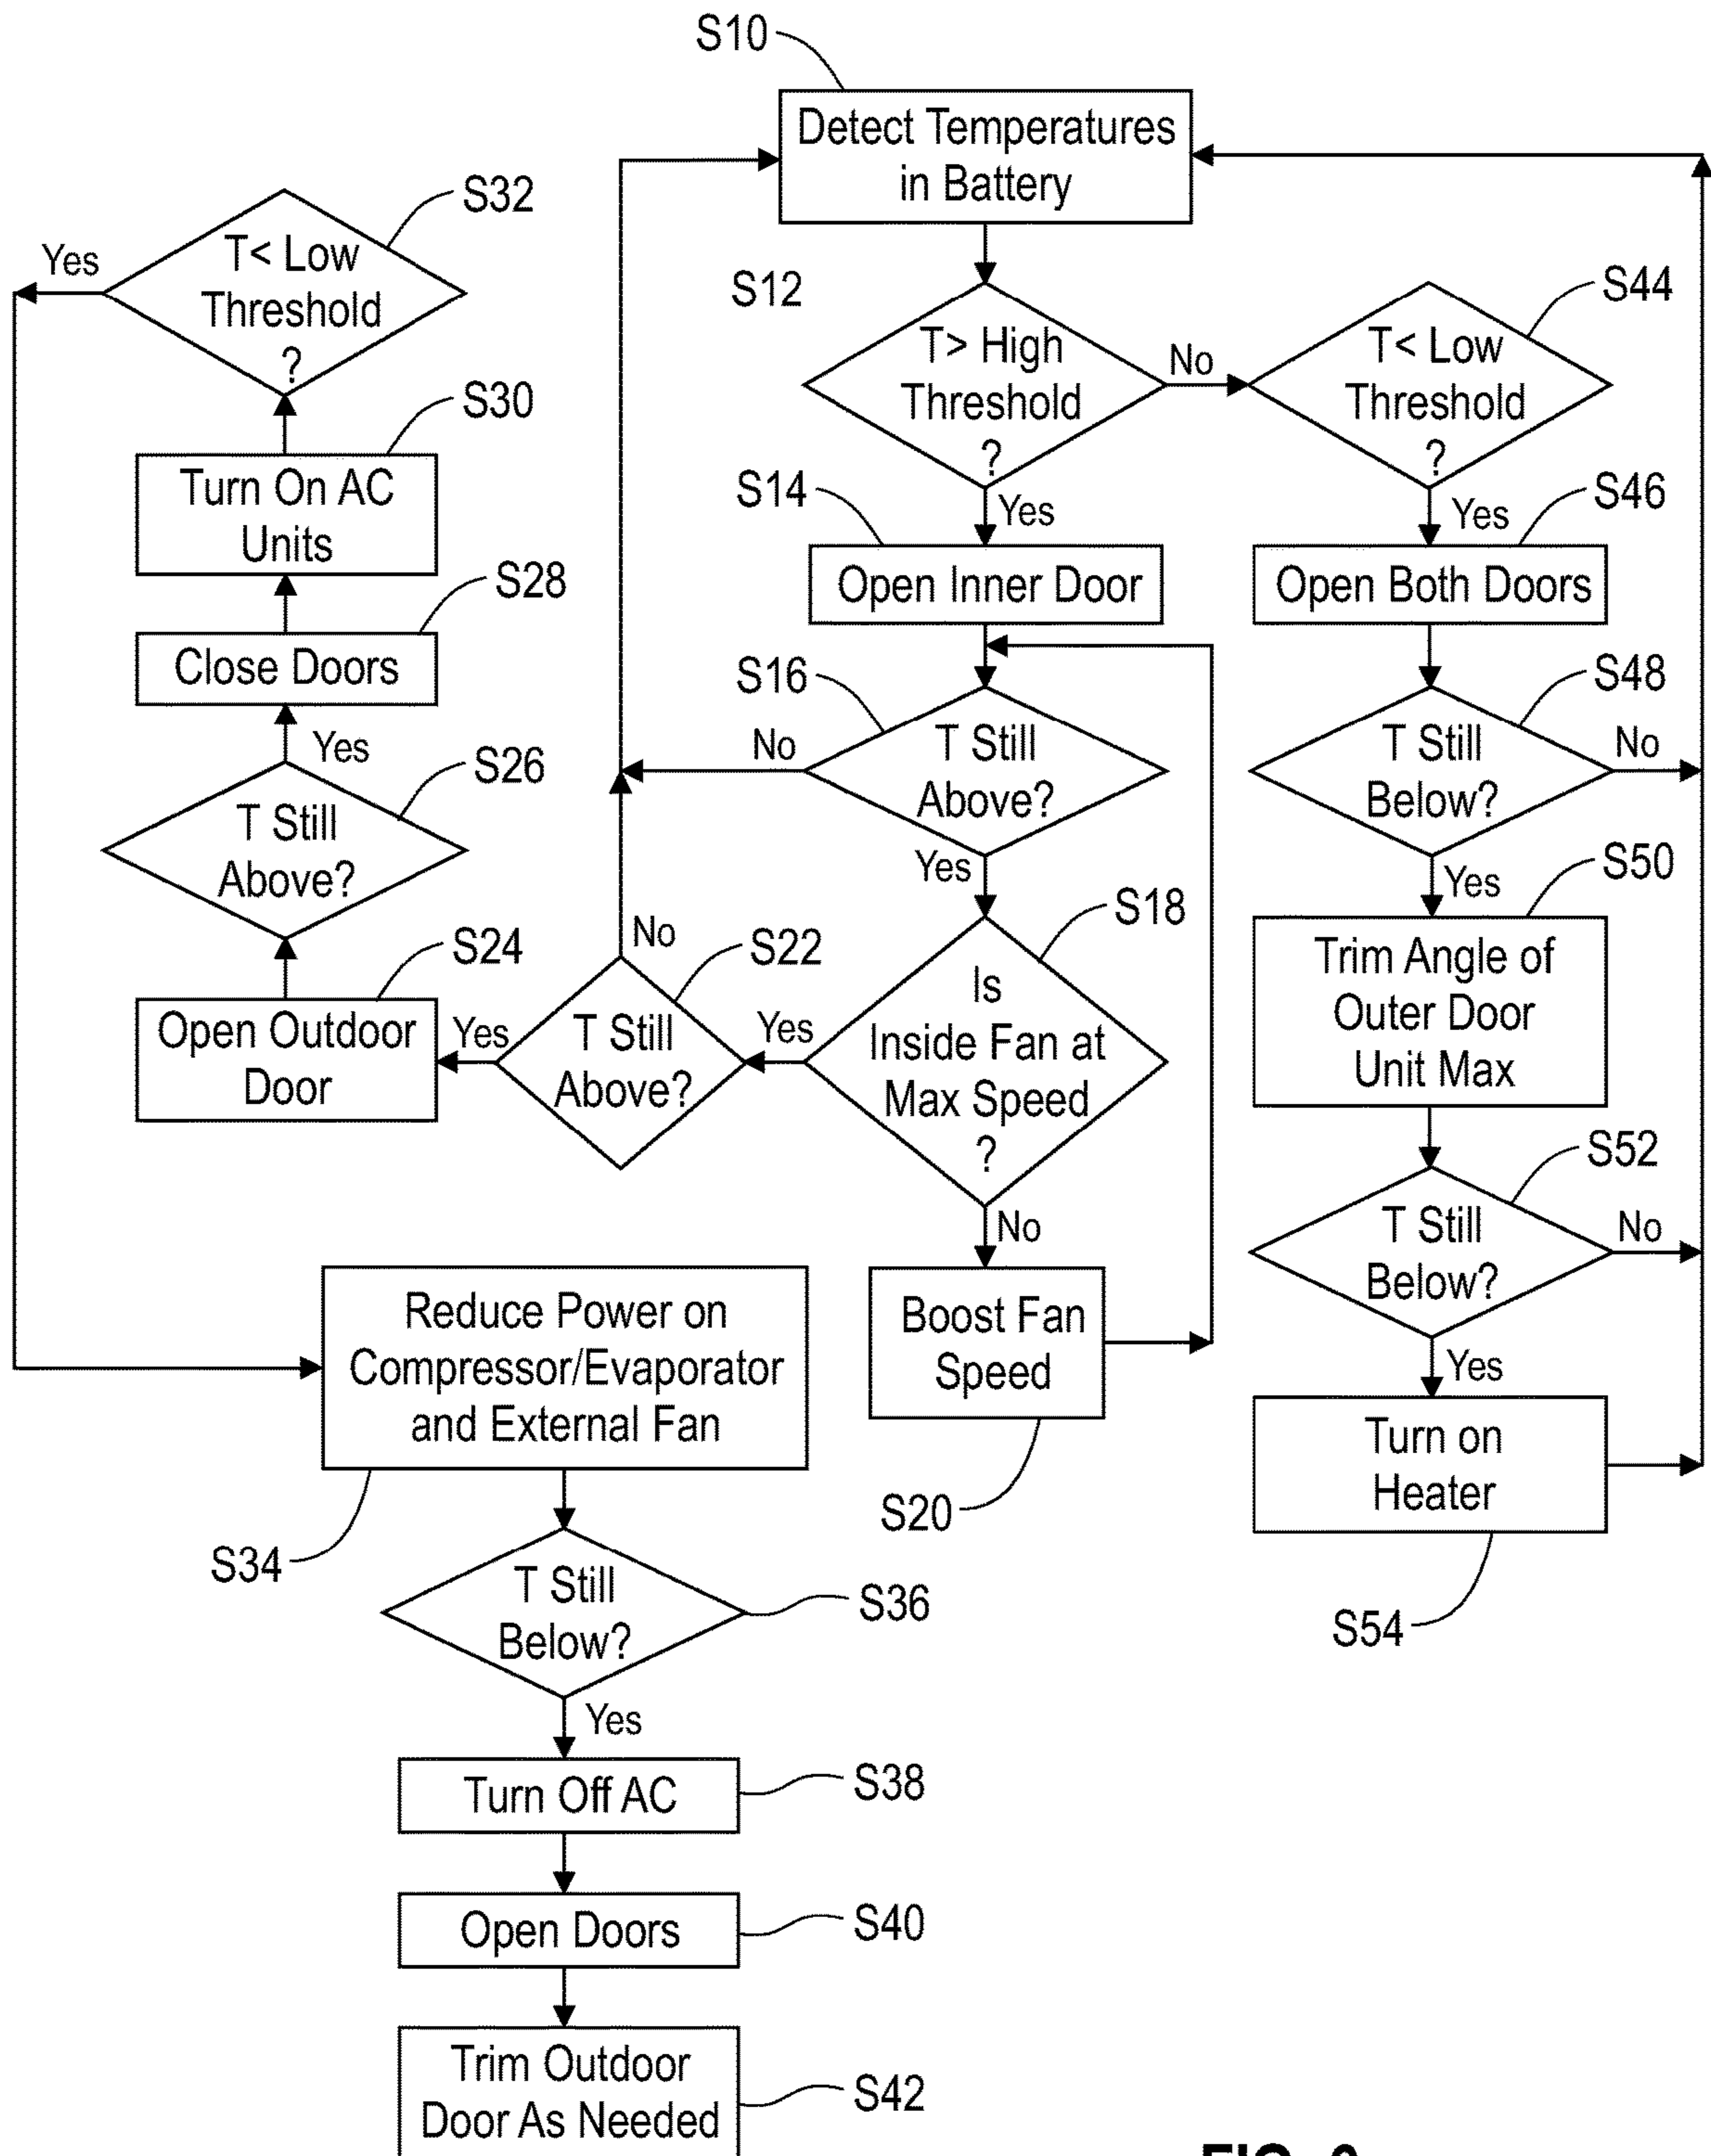 S10
Detect Temperatures
in Battery
S12
T> High
Threshold
?
No
Yes
S44
T< Low
Threshold
?
Yes
S14
Open Inner Door
S46
Open Both Doors
S16
T Still
Above?
No
Yes
S48
T Still
Below?
No
Yes
S18
Is
Inside Fan at
Max Speed
?
Yes
No
S50
Trim Angle of
Outer Door
Unit Max
S20
Boost Fan
Speed
S52
T Still
Below?
No
Yes
S54
Turn on
Heater
S22
T Still
Above?
No
Yes
S24
Open Outdoor
Door
S26
T Still
Above?
Yes
S28
Close Doors
S30
Turn On AC
Units
S32
T< Low
Threshold
?
Yes
S34
Reduce Power on
Compressor/Evaporator
and External Fan
S36
T Still
Below?
Yes
S38
Turn Off AC
S40
Open Doors
S42
Trim Outdoor
Door As Needed